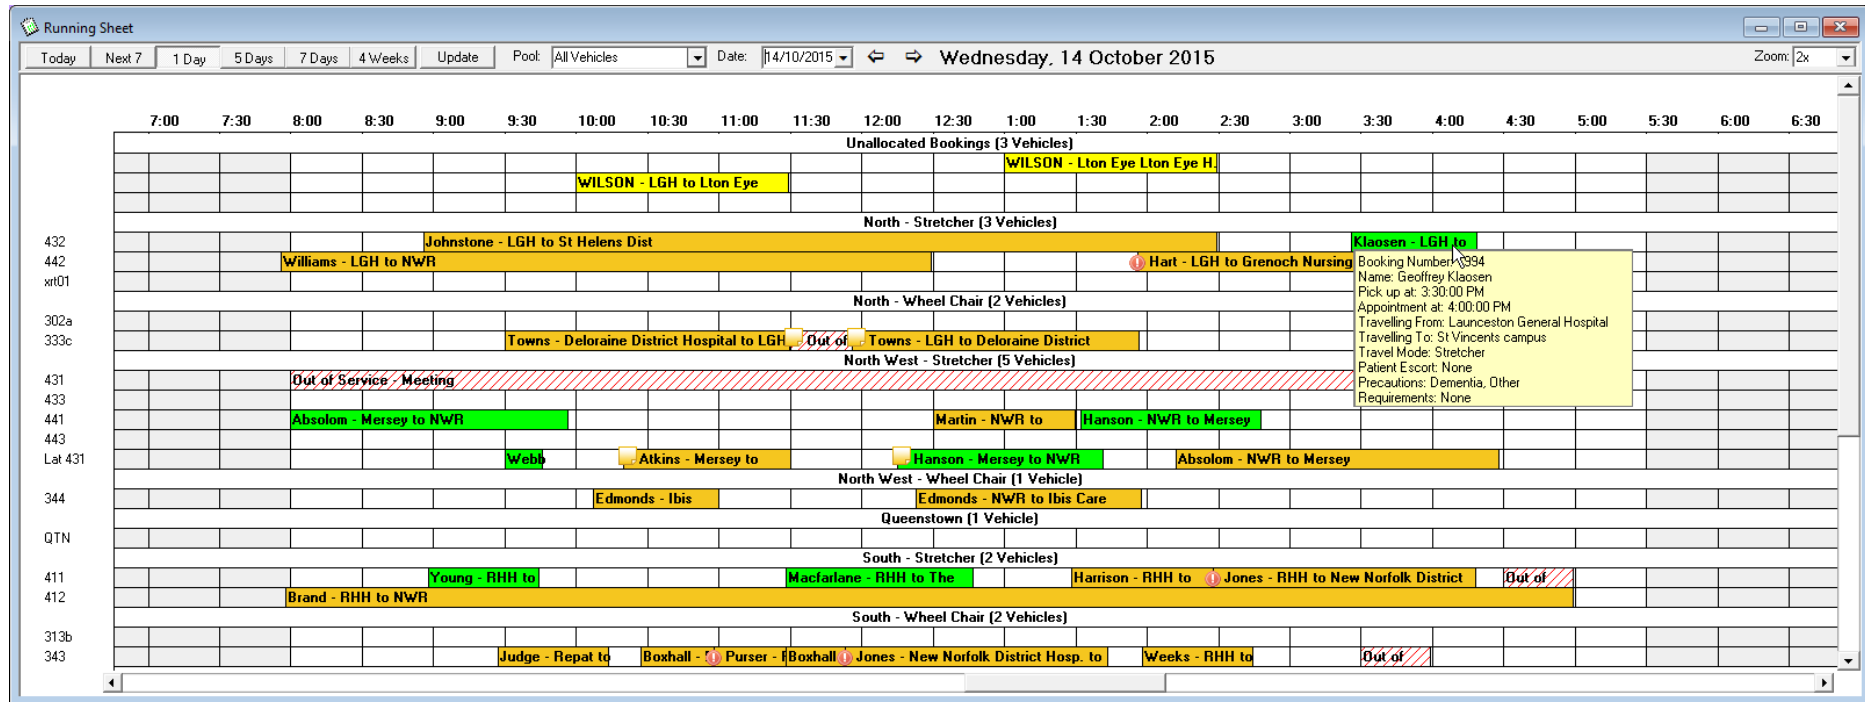 Running Sheet
Today Next 7 1 Day 5 Days 7 Days 4 Weeks Update Pool: All Vehicles Date: 14/10/2015 Wednesday, 14 October 2015 Zoom: 2x
7:00 7:30 8:00 8:30 9:00 9:30 10:00 10:30 11:00 11:30 12:00 12:30 1:00 1:30 2:00 2:30 3:00 3:30 4:00 4:30 5:00 5:30 6:00 6:30
Unallocated Bookings (3 Vehicles)
WILSON - Lton Eye Lton Eye H.
WILSON - LGH to Lton Eye
North - Stretcher (3 Vehicles)
432 Johnstone - LGH to St Helens Dist Klaosen - LGH to
442 Williams - LGH to NWR Hart - LGH to Grenoch Nursing
xrt01
Booking Number: 994
Name: Geoffrey Klaosen
Pick up at: 3:30:00 PM
Appointment at: 4:00:00 PM
Travelling From: Launceston General Hospital
Travelling To: St Vincents campus
Travel Mode: Stretcher
Patient Escort: None
Precautions: Dementia, Other
Requirements: None
North - Wheel Chair (2 Vehicles)
302a
333c Towns - Deloraine District Hospital to LGH Out of Towns - LGH to Deloraine District
North West - Stretcher (5 Vehicles)
431 Out of Service - Meeting
433
441 Absolom - Mersey to NWR Martin - NWR to Hanson - NWR to Mersey
443
Lat 431 Webb Atkins - Mersey to Hanson - Mersey to NWR Absolom - NWR to Mersey
North West - Wheel Chair (1 Vehicle)
344 Edmonds - Ibis Edmonds - NWR to Ibis Care
Queenstown (1 Vehicle)
QTN
South - Stretcher (2 Vehicles)
411 Young - RHH to Macfarlane - RHH to The Harrison - RHH to Jones - RHH to New Norfolk District Out of
412 Brand - RHH to NWR
South - Wheel Chair (2 Vehicles)
313b
343 Judge - Repat to Boxhall - Purser - Boxhall Jones - New Norfolk District Hosp. to Weeks - RHH to Out of